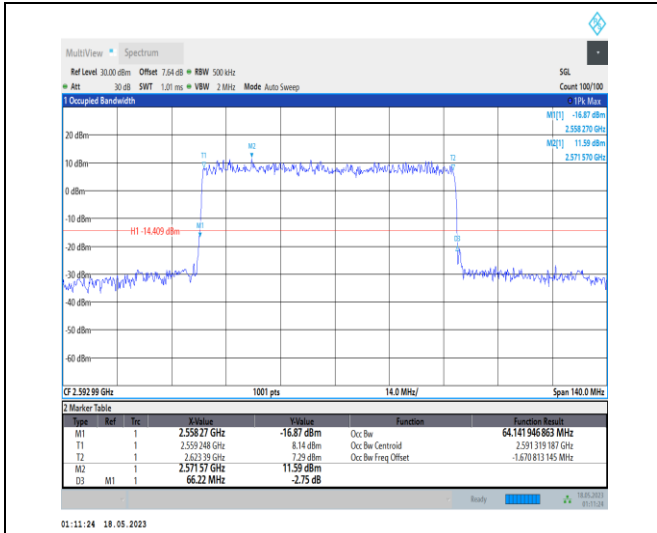 MultiView Spectrum
Ref Level 30.00 dBm Offset 7.64 dB RBW 500 kHz SGL
Att 30 dB SWT 1.01 ms VBW 2 MHz Mode Auto Sweep Count 100/100
1 Occupied Bandwidth 1Pk Max
M1[1] -16.87 dBm
2.558 270 GHz
M2[1] 11.59 dBm
2.571 570 GHz
20 dBm
M2
T1
T2
10 dBm
0 dBm
-10 dBm
M1
H1 -14.409 dBm
D3
-20 dBm
-30 dBm
-40 dBm
-50 dBm
-60 dBm
CF 2.592 99 GHz 1001 pts 14.0 MHz/ Span 140.0 MHz
2 Marker Table
Type Ref Trc X-Value Y-Value Function Function Result
M1 1 2.558 27 GHz -16.87 dBm Occ Bw 64.141 946 863 MHz
T1 1 2.559 248 GHz 8.14 dBm Occ Bw Centroid 2.591 319 187 GHz
T2 1 2.623 39 GHz 7.29 dBm Occ Bw Freq Offset -1.670 813 145 MHz
M2 1 2.571 57 GHz 11.59 dBm
D3 M1 1 66.22 MHz -2.75 dB
Ready 18.05.2023
01:11:24
01:11:24 18.05.2023